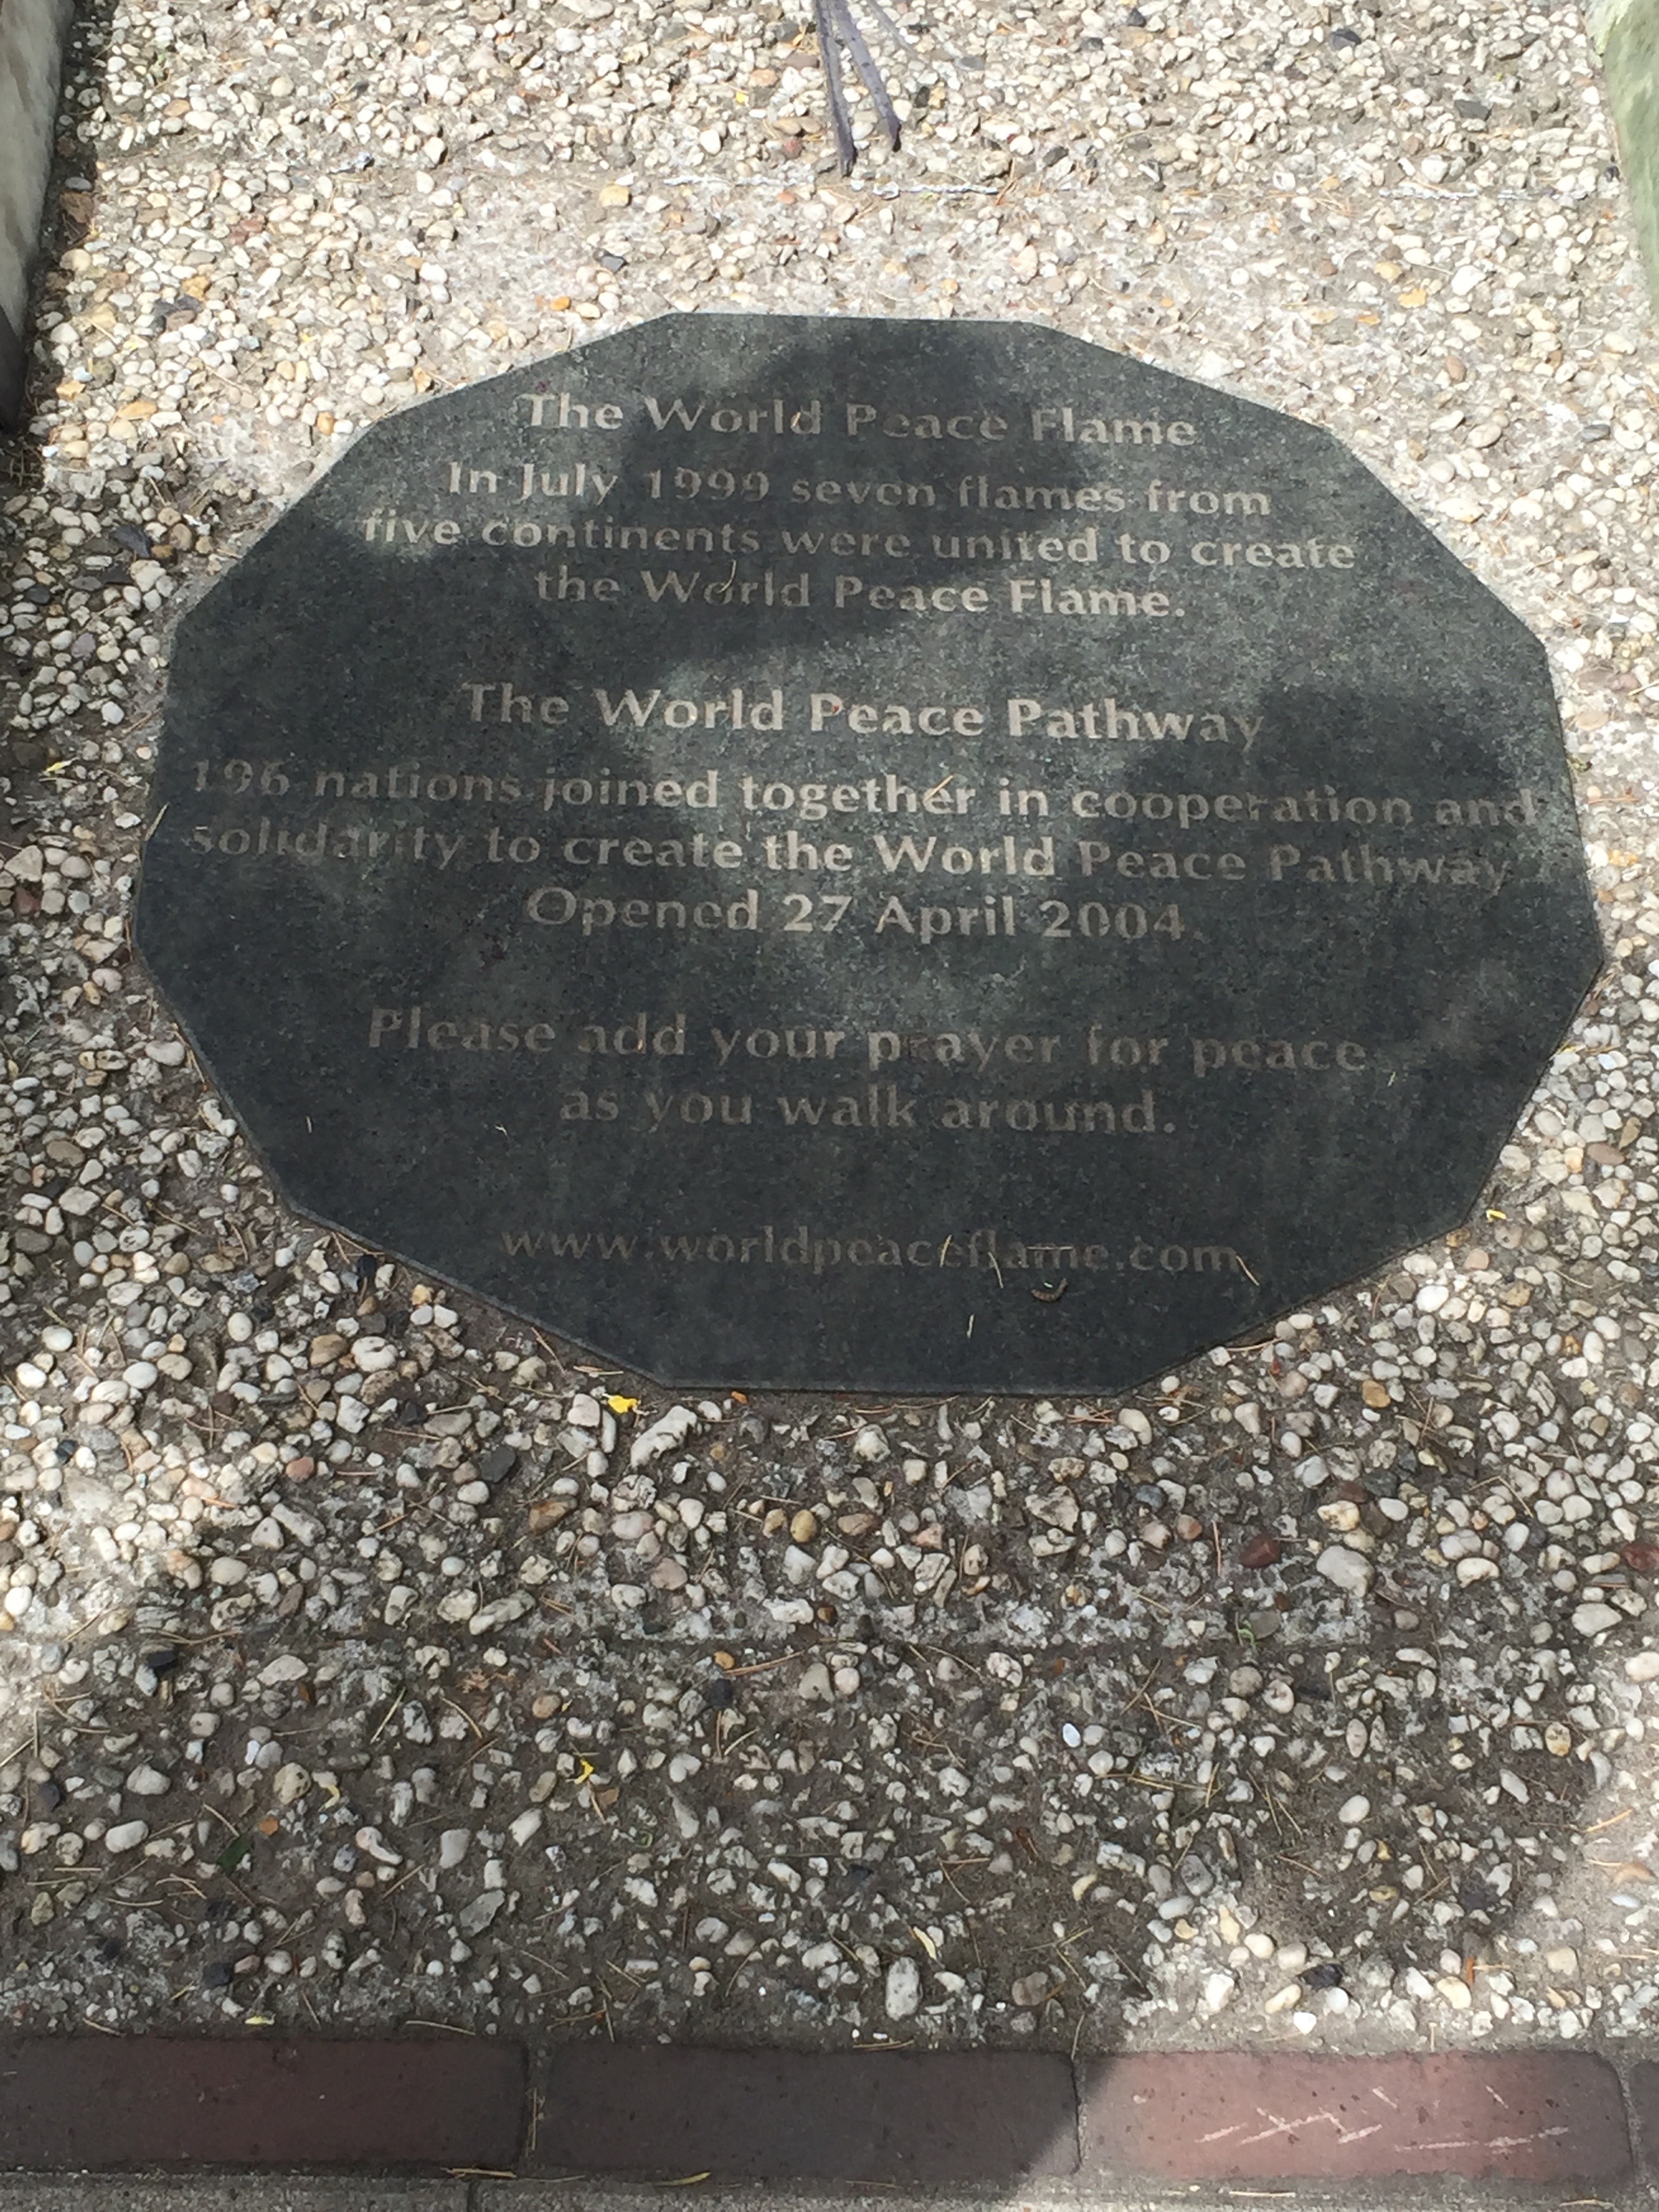 The World Peace Flame
In July 1999 seven flames from
five continents were united to create
the World Peace Flame.
The World Peace Pathway
196 nations joined together in cooperation and
solidarity to create the World Peace Pathway
Opened 27 April 2004.
Please add your prayer for peace,
as you walk around.
www.worldpeaceflame.com